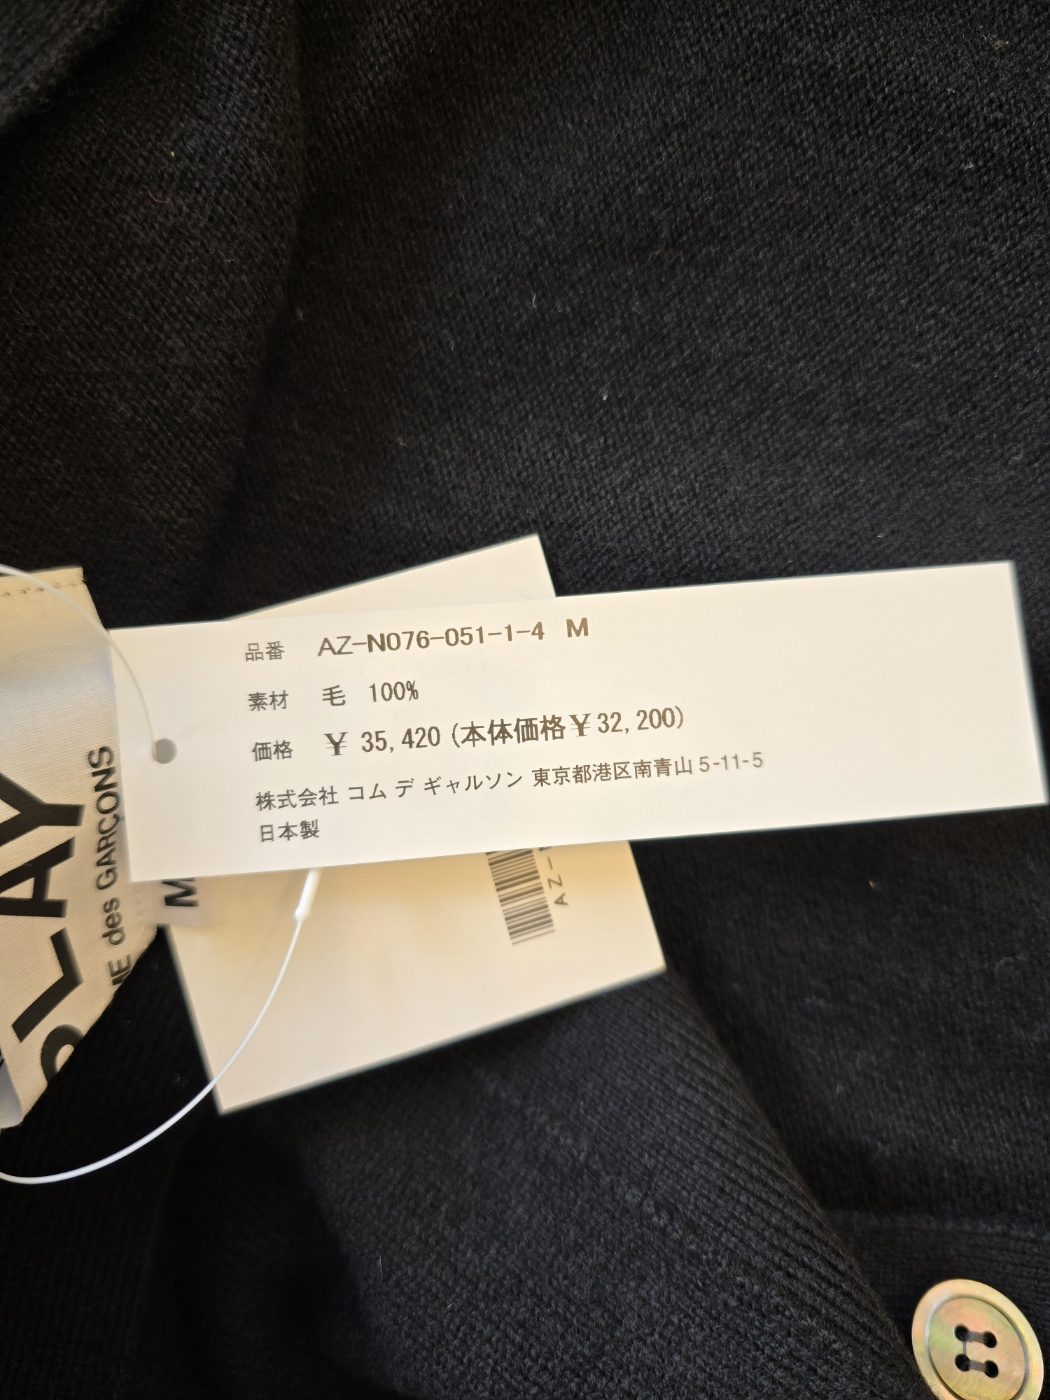 品番 AZ-N076-051-1-4 M
素材 毛 100%
価格 ¥ 35,420 (本体価格¥32,200)
株式会社 コム デ ギャルソン 東京都港区南青山 5-11-5
日本製
PLAY
des GARÇONS
M
AZ-